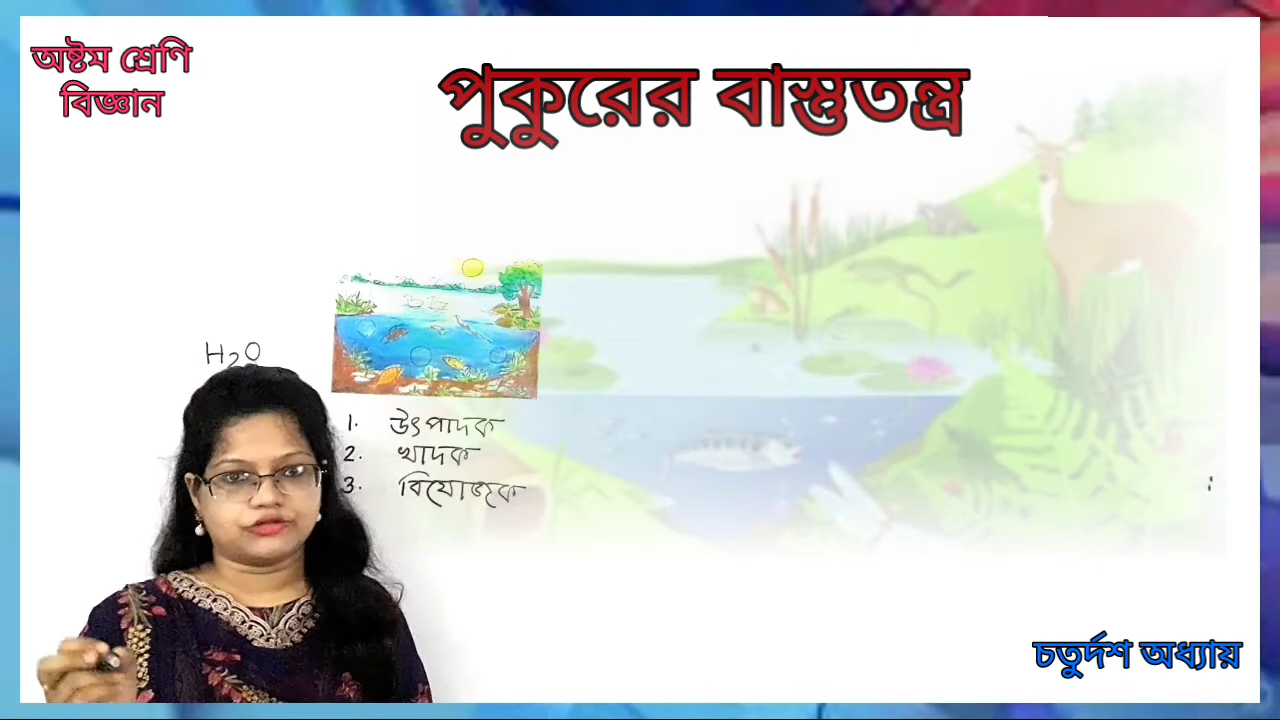 অষ্টম শ্রেণি
বিজ্ঞান
পুকুরের বাস্তুতন্ত্র
H2O
1. উৎপাদক
2. খাদক
3. বিযোজক
চতুর্দশ অধ্যায়